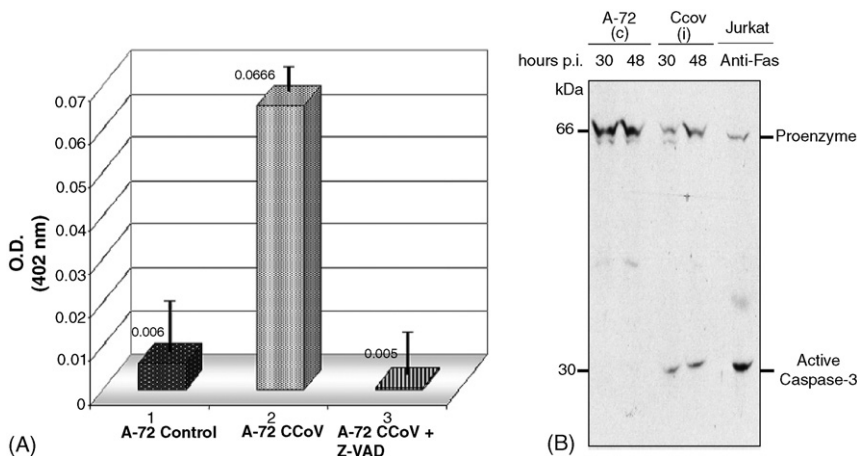 0.07
0.06
0.05
0.04
0.03
0.02
0.01
0
O.D.
(402 nm)
0.006
0.0666
0.005
1
2
3
A-72 Control
A-72 CCoV
A-72 CCoV +
Z-VAD
(A)
A-72
(c)
Ccov
(i)
Jurkat
hours p.i. 30 48 30 48 Anti-Fas
kDa
66
Proenzyme
30
Active
Caspase-3
(B)